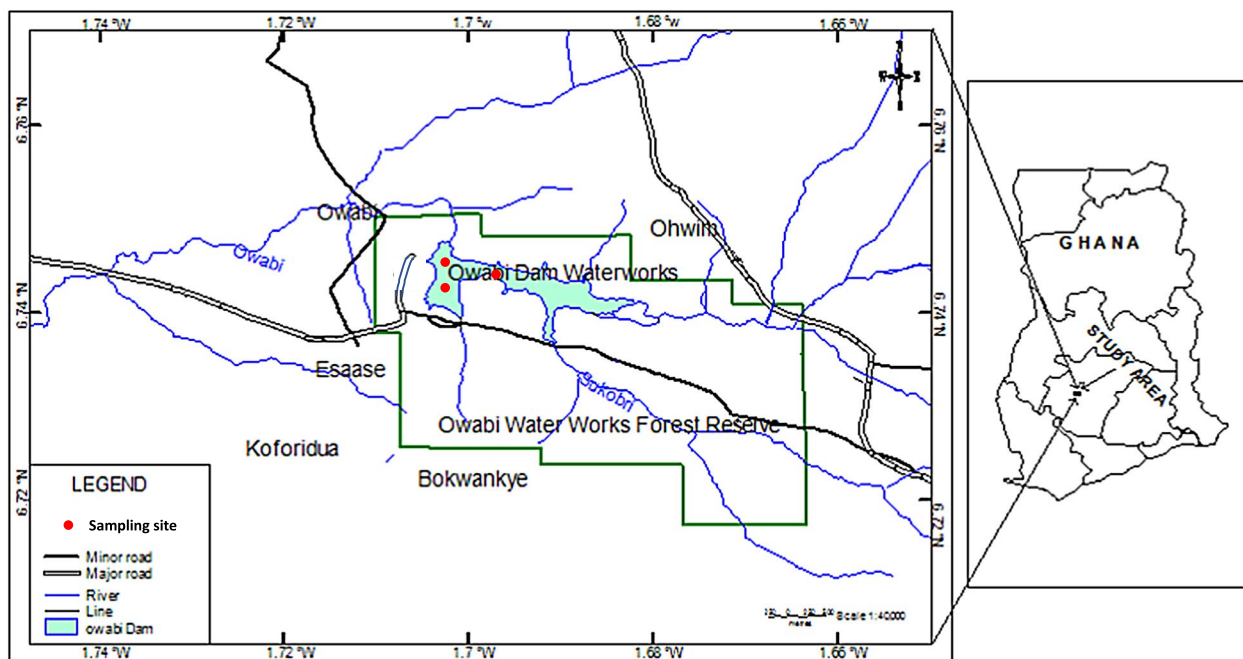 1.74 °W 1.72 °W 1.7 °W 1.68 °W 1.66 °W
6.76 °N 6.76 °N
Owabi Ohwim
Owabi
Owabi Dam Waterworks
6.74 °N 6.74 °N
Esaase
Sukobri
Owabi Water Works Forest Reserve
Koforidua
Bokwankye
6.72 °N 6.72 °N
LEGEND
Sampling site
Minor road
Major road
River
Line
owabi Dam
Scale 1:40,000
1.74 °W 1.72 °W 1.7 °W 1.68 °W 1.66 °W
GHANA
STUDY AREA